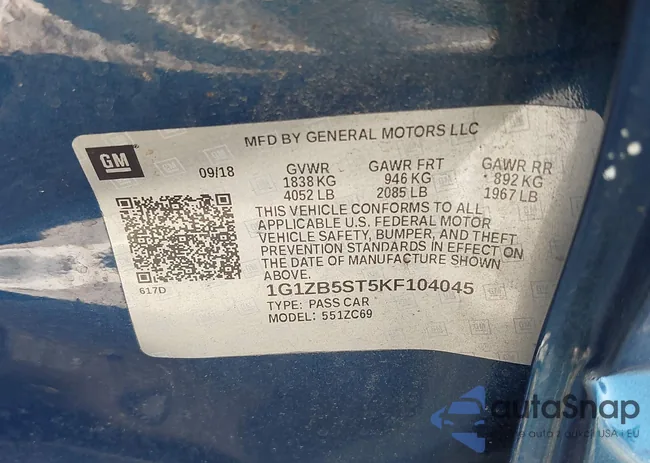 MFD BY GENERAL MOTORS LLC
GM
09/18
GVWR GAWR FRT GAWR RR
1838 KG 946 KG 892 KG
4052 LB 2085 LB 1967 LB
THIS VEHICLE CONFORMS TO ALL
APPLICABLE U.S. FEDERAL MOTOR
VEHICLE SAFETY, BUMPER, AND THEFT
PREVENTION STANDARDS IN EFFECT ON
THE DATE OF MANUFACTURE SHOWN
ABOVE.
617D
1G1ZB5ST5KF104045
TYPE: PASS CAR
MODEL: 551ZC69
autoSnap
USA • EU